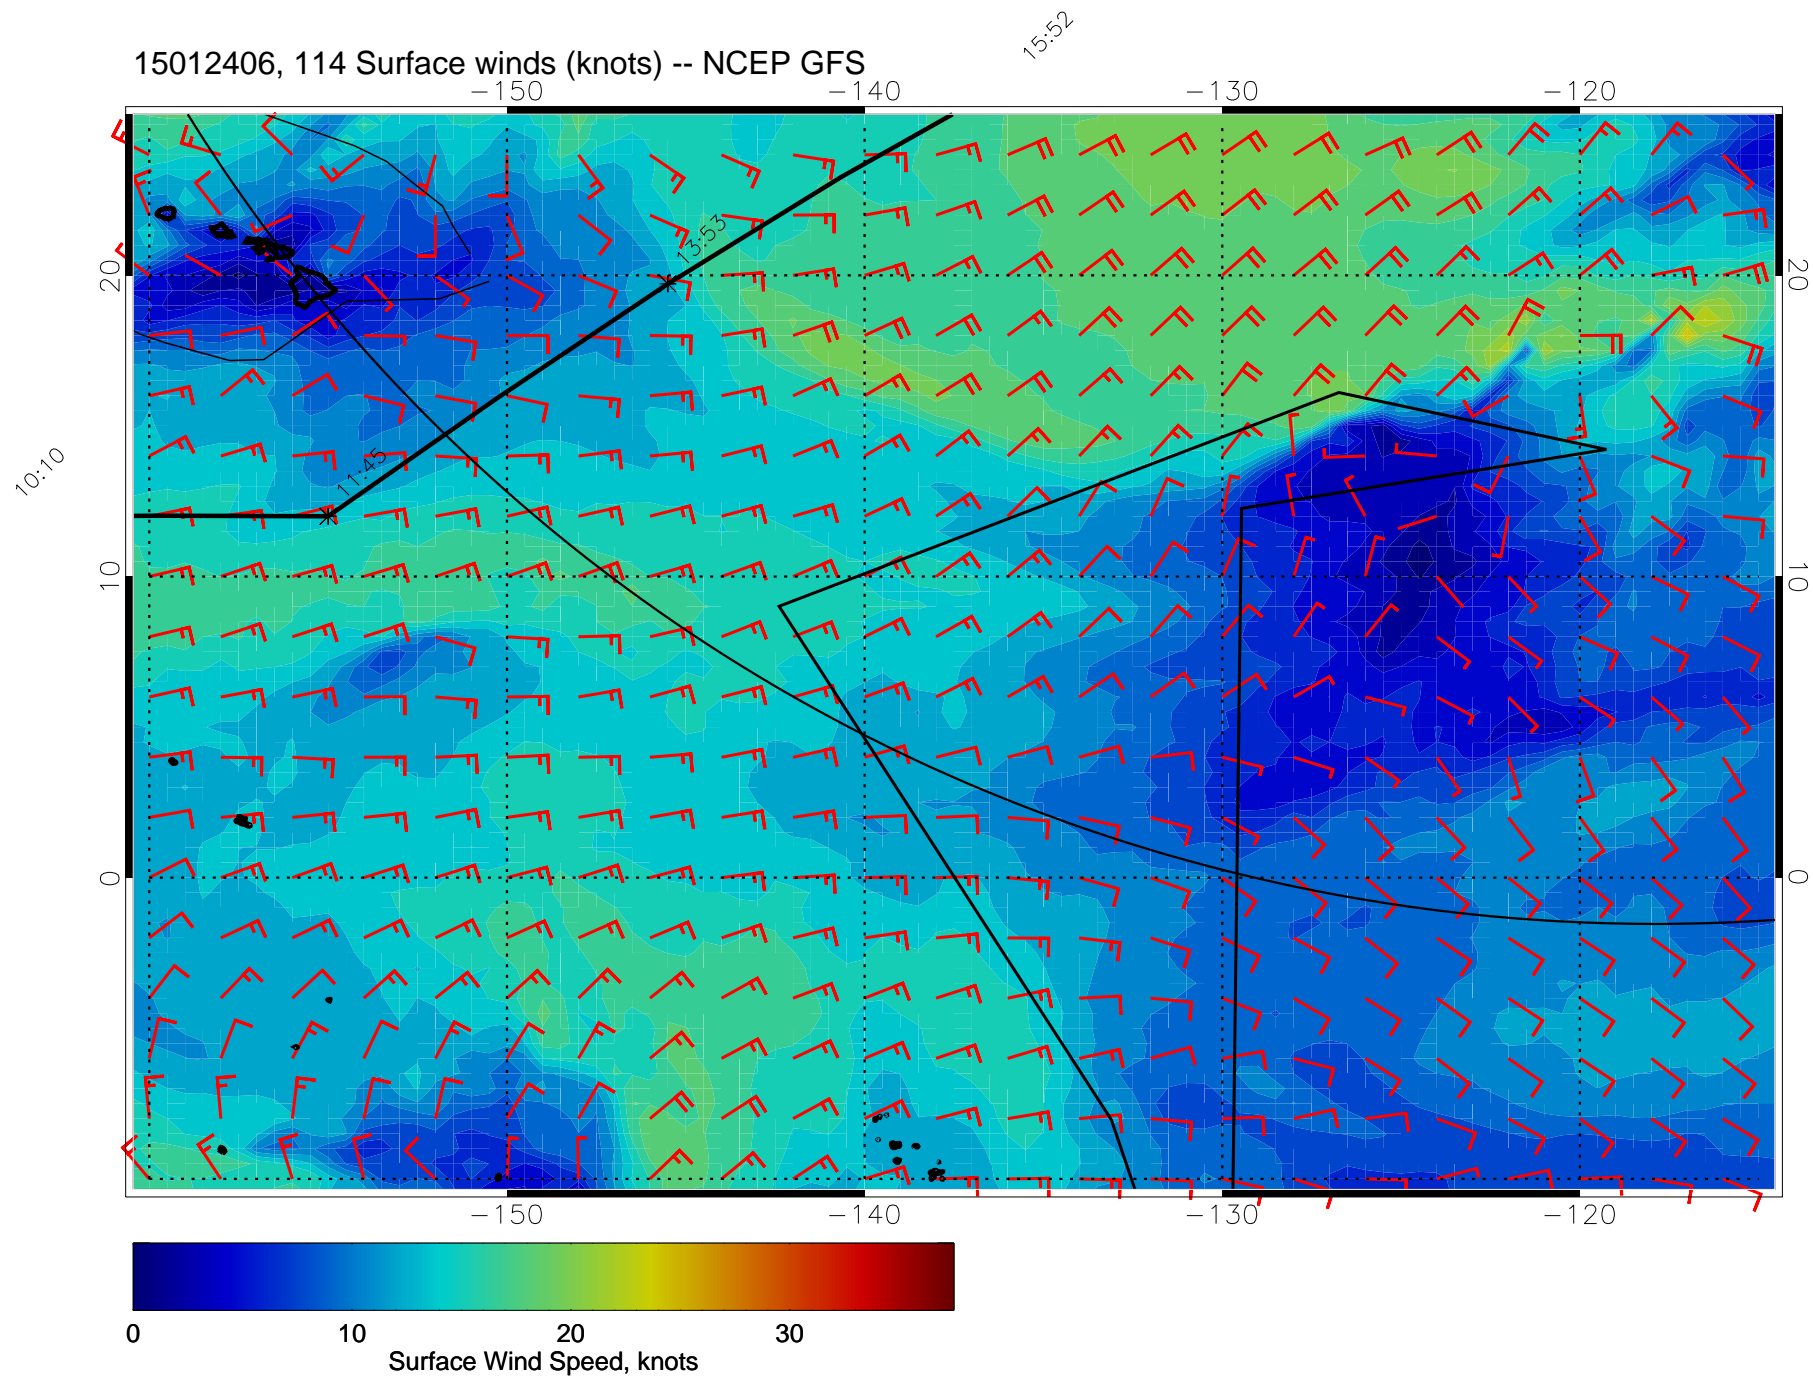 15:52
15012406, 114 Surface winds (knots) -- NCEP GFS
-150 -140 -130 -120
13:53
20 20
11:45
10:10
10 10
0 0
-150 -140 -130 -120
0 10 20 30
Surface Wind Speed, knots